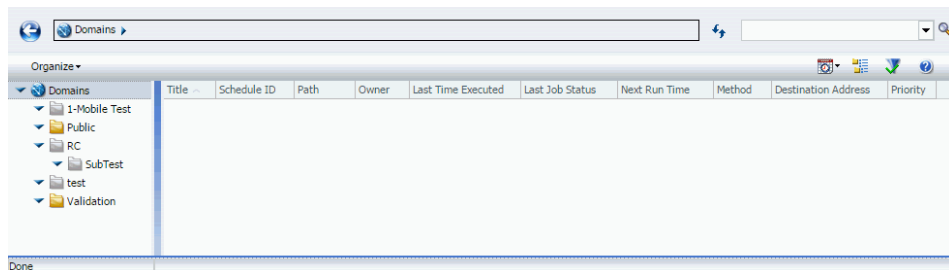 Domains
Organize
Domains
Title Schedule ID Path Owner Last Time Executed Last Job Status Next Run Time Method Destination Address Priority
1-Mobile Test
Public
RC
SubTest
test
Validation
Done